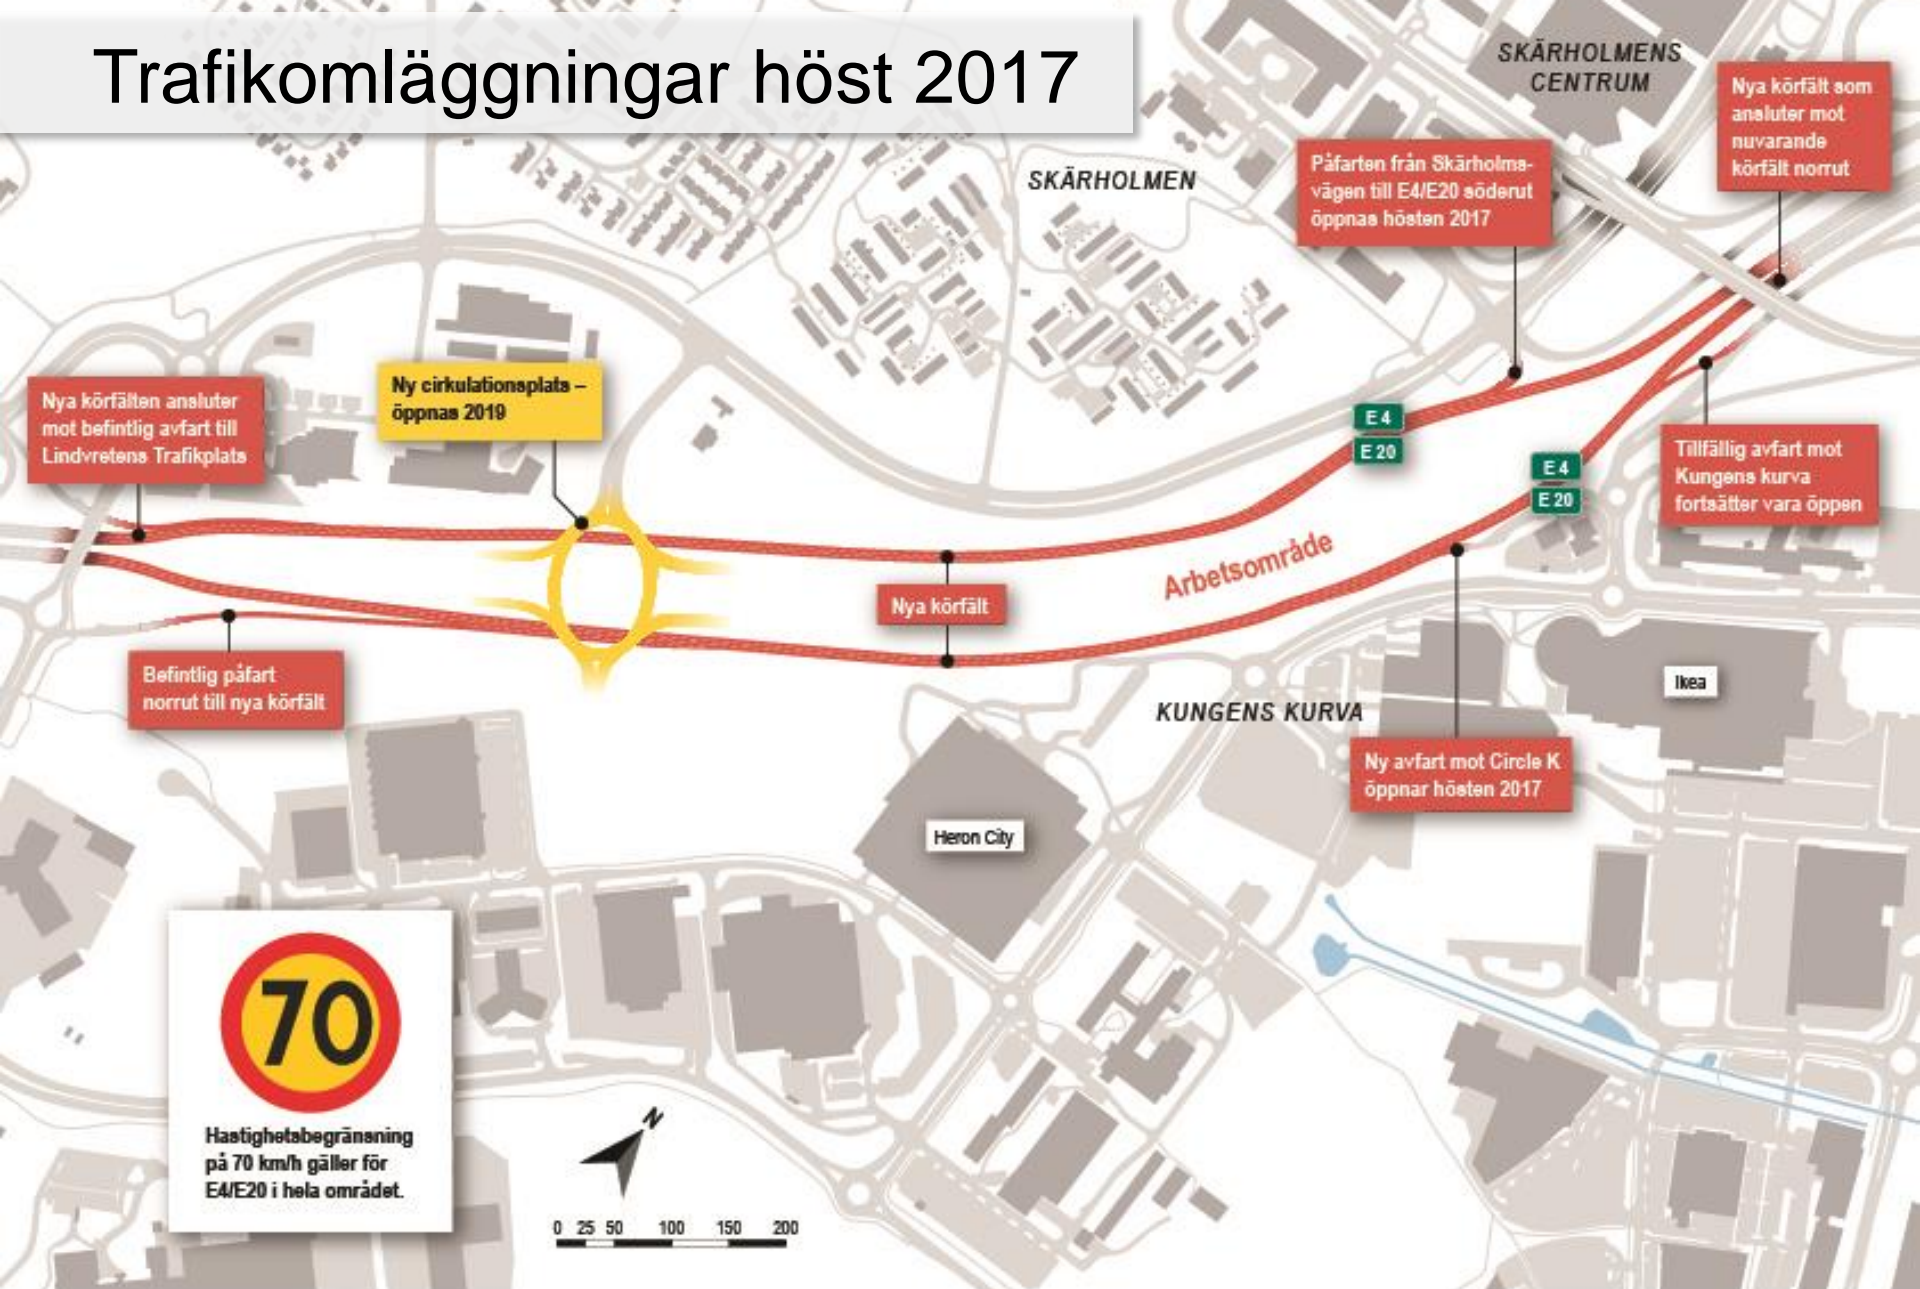 Trafikomläggningar höst 2017
SKÄRHOLMENS
CENTRUM
Nya körfält som
ansluter mot
nuvarande
körfält norrut
Påfarten från Skärholms-
vägen till E4/E20 söderut
öppnas hösten 2017
SKÄRHOLMEN
Ny cirkulationsplats –
öppnas 2019
Nya körfälten ansluter
mot befintlig avfart till
Lindvretens Trafikplats
E 4
E 20
E 4
E 20
Tillfällig avfart mot
Kungens kurva
fortsätter vara öppen
Arbetsområde
Nya körfält
Befintlig påfart
norrut till nya körfält
Ikea
KUNGENS KURVA
Ny avfart mot Circle K
öppnar hösten 2017
Heron City
70
Hastighetsbegränsning
på 70 km/h gäller för
E4/E20 i hela området.
N
0 25 50 100 150 200